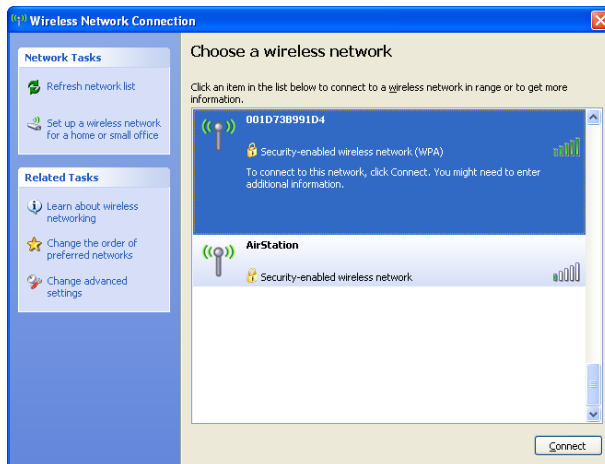 Wireless Network Connection
Network Tasks
Refresh network list
Set up a wireless network
for a home or small office
Related Tasks
Learn about wireless
networking
Change the order of
preferred networks
Change advanced
settings
Choose a wireless network
Click an item in the list below to connect to a wireless network in range or to get more
information.
001D73B991D4
Security-enabled wireless network (WPA)
To connect to this network, click Connect. You might need to enter
additional information.
AirStation
Security-enabled wireless network
Connect